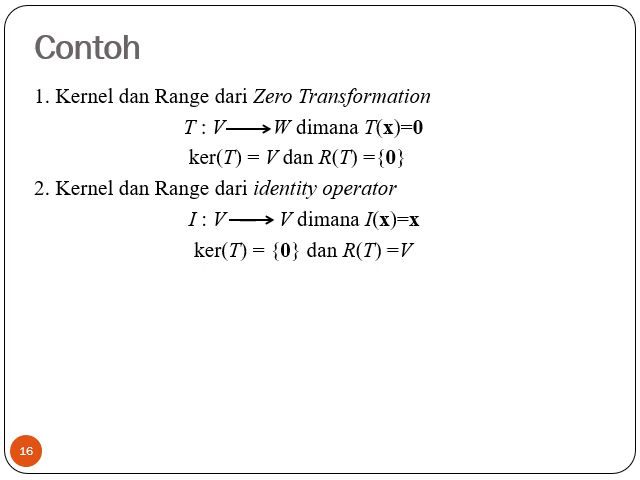 Contoh
1. Kernel dan Range dari Zero Transformation
T : V ⟶ W dimana T(x)=0
ker(T) = V dan R(T) ={0}
2. Kernel dan Range dari identity operator
I : V ⟶ V dimana I(x)=x
ker(T) = {0} dan R(T) =V
16